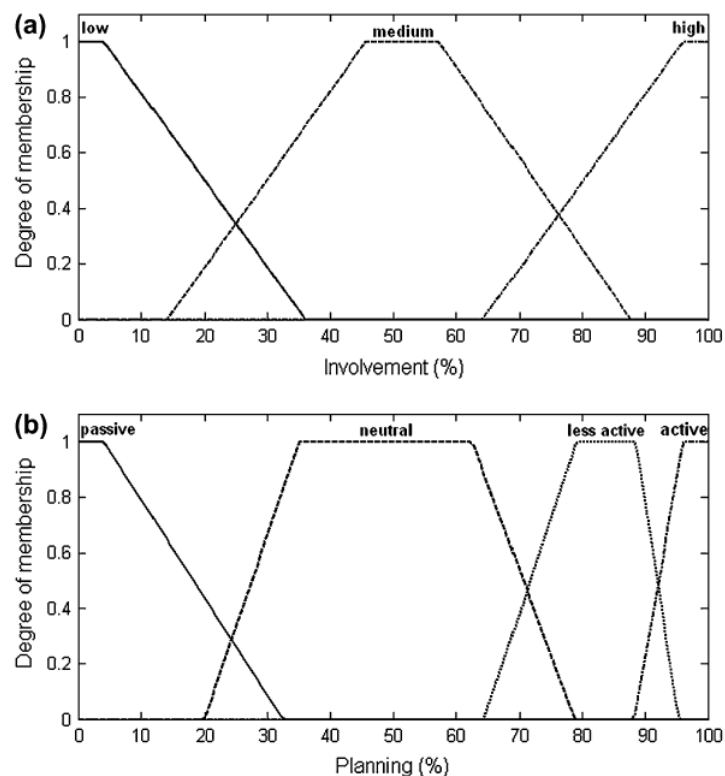 (a)
low medium high
1
0.8
0.6
0.4
0.2
0
Degree of membership
0 10 20 30 40 50 60 70 80 90 100
Involvement (%)
(b)
passive neutral less active active
1
0.8
0.6
0.4
0.2
0
Degree of membership
0 10 20 30 40 50 60 70 80 90 100
Planning (%)